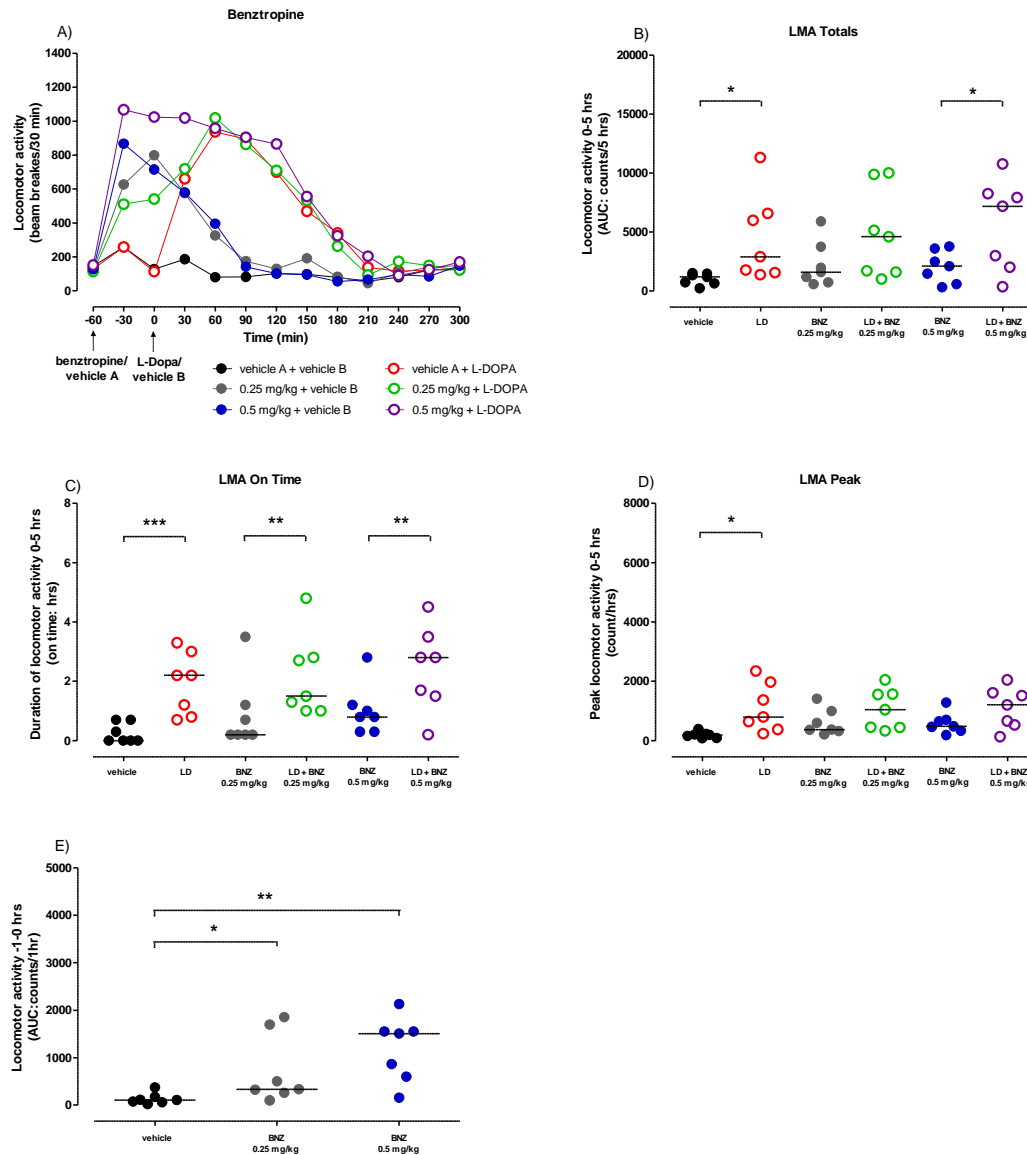 Benztropine
A)
1400
1200
1000
800
600
400
200
0
Locomotor activity
(beam breakes/30 min)
-60 -30 0 30 60 90 120 150 180 210 240 270 300
Time (min)
benztropine/
vehicle A
L-Dopa/
vehicle B
vehicle A + vehicle B
0.25 mg/kg + vehicle B
0.5 mg/kg + vehicle B
vehicle A + L-DOPA
0.25 mg/kg + L-DOPA
0.5 mg/kg + L-DOPA
B)
LMA Totals
20000
15000
10000
5000
0
Locomotor activity 0-5 hrs
(AUC: counts/5 hrs)
* *
vehicle LD BNZ LD + BNZ BNZ LD + BNZ
0.25 mg/kg 0.25 mg/kg 0.5 mg/kg 0.5 mg/kg
C)
LMA On Time
8
6
4
2
0
Duration of locomotor activity 0-5 hrs
(on time: hrs)
*** ** **
vehicle LD BNZ LD + BNZ BNZ LD + BNZ
0.25 mg/kg 0.25 mg/kg 0.5 mg/kg 0.5 mg/kg
D)
LMA Peak
8000
6000
4000
2000
0
Peak locomotor activity 0-5 hrs
(count/hrs)
*
vehicle LD BNZ LD + BNZ BNZ LD + BNZ
0.25 mg/kg 0.25 mg/kg 0.5 mg/kg 0.5 mg/kg
E)
5000
4000
3000
2000
1000
0
Locomotor activity -1-0 hrs
(AUC:counts/1hr)
**
*
vehicle BNZ BNZ
0.25 mg/kg 0.5 mg/kg